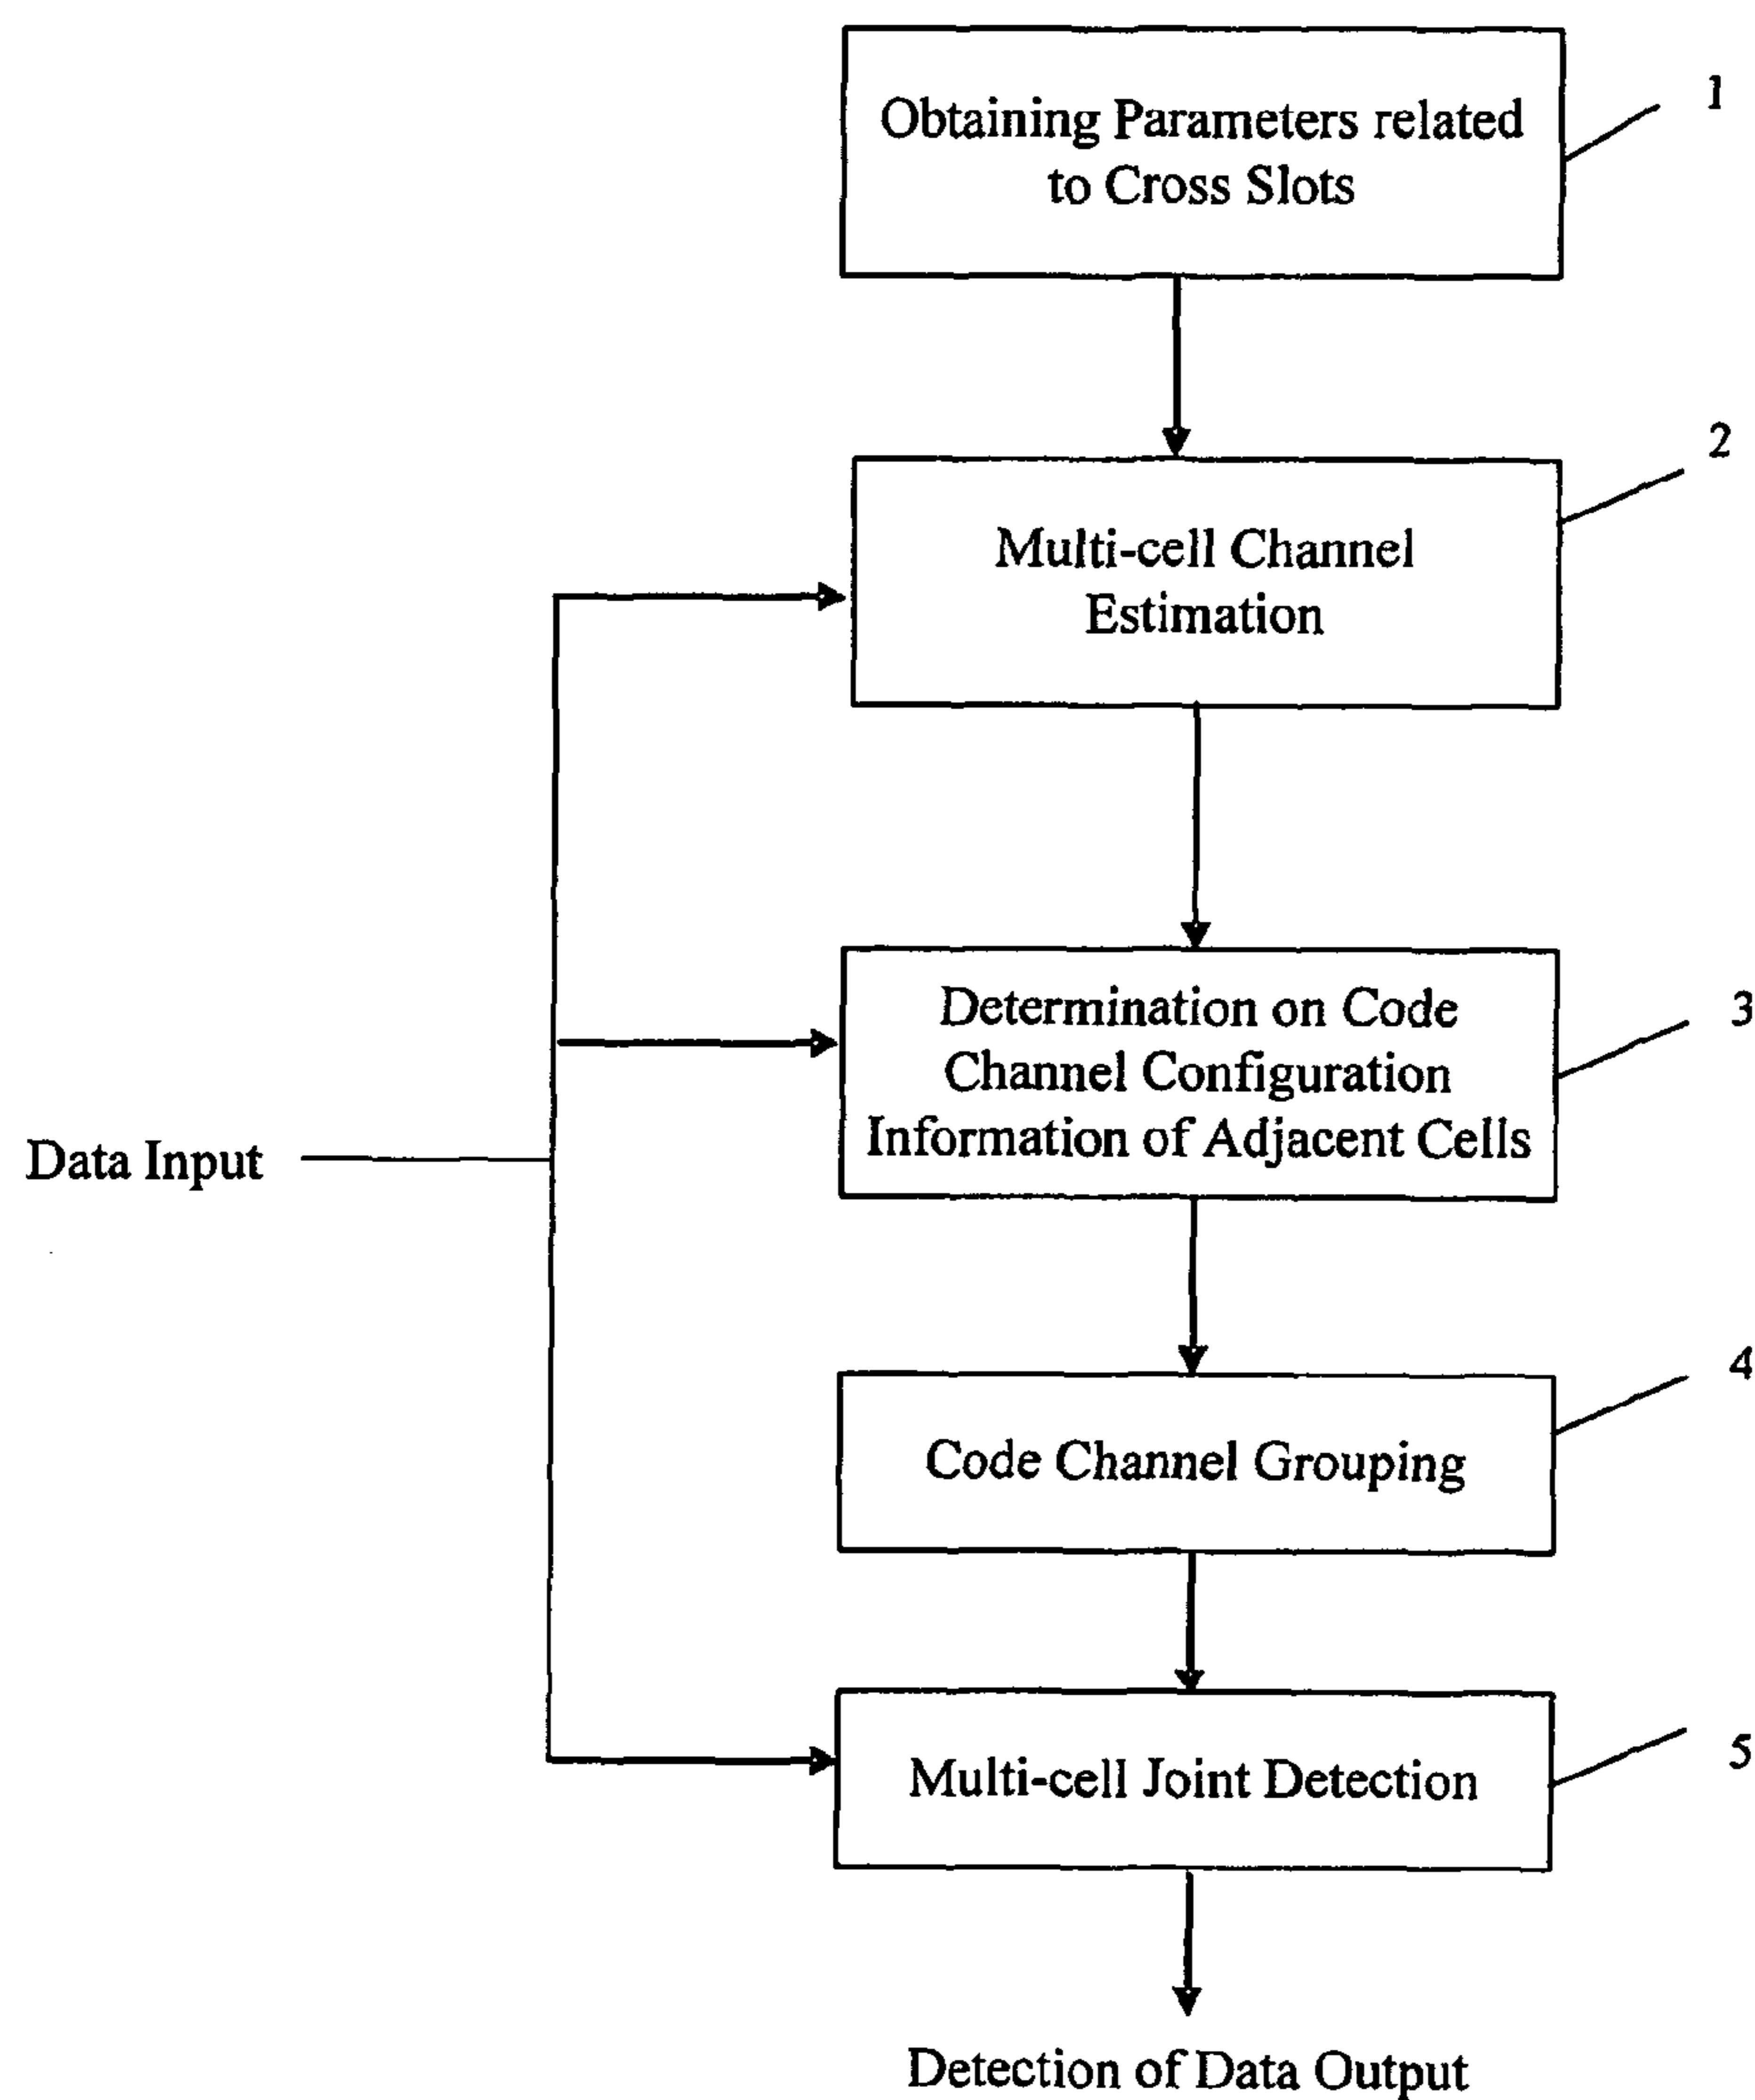 Obtaining Parameters related
to Cross Slots
1
Multi-cell Channel
Estimation
2
Determination on Code
Channel Configuration
Information of Adjacent Cells
3
Data Input
Code Channel Grouping
4
Multi-cell Joint Detection
5
Detection of Data Output